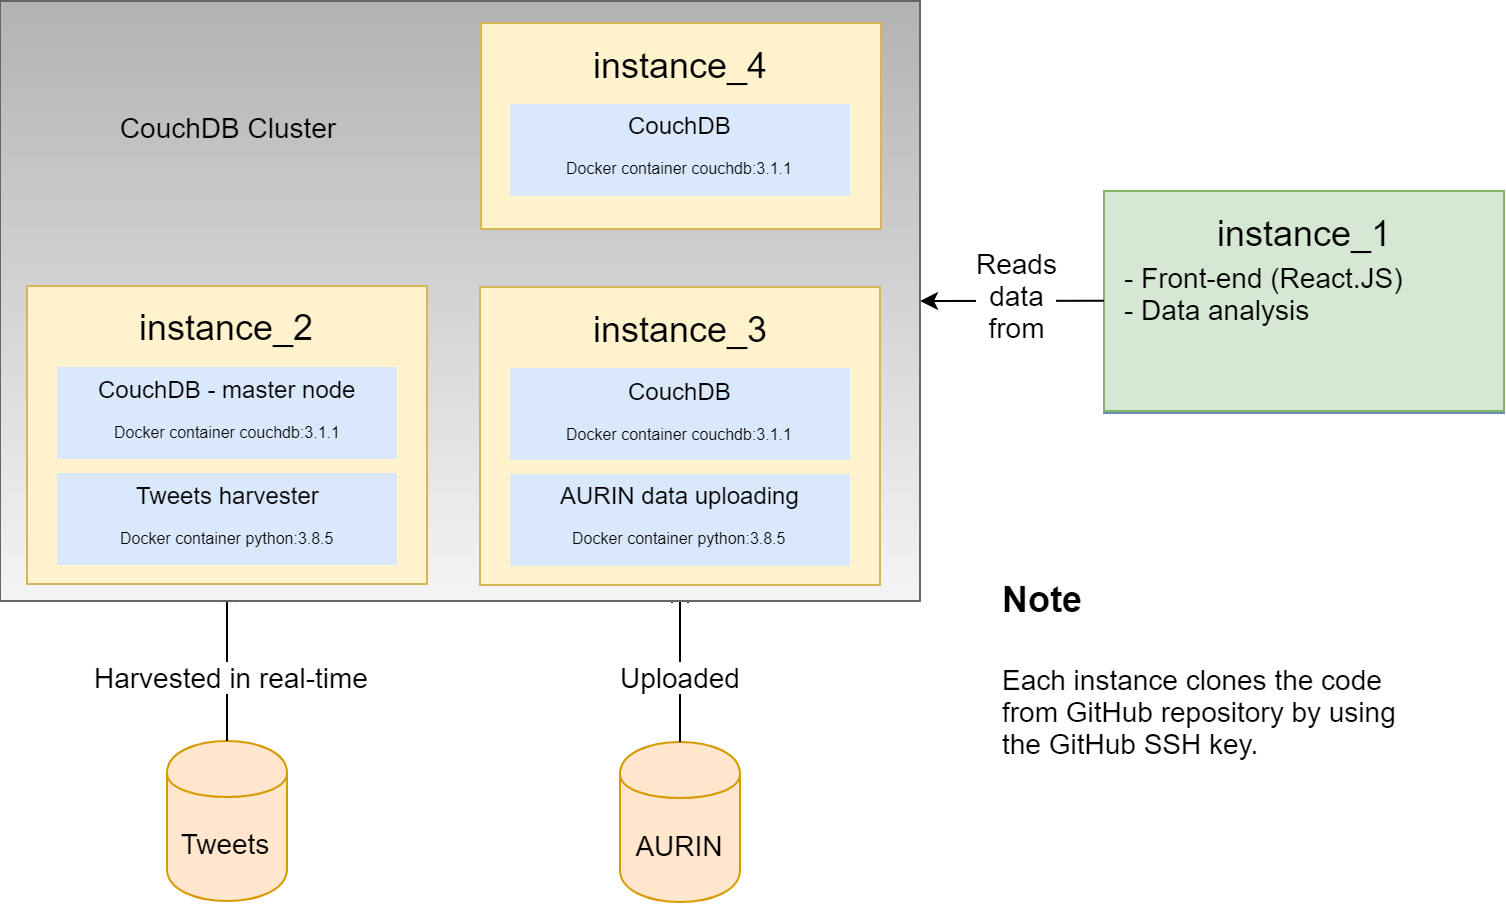 CouchDB Cluster
instance_4
CouchDB
Docker container couchdb:3.1.1
instance_2
CouchDB - master node
Docker container couchdb:3.1.1
Tweets harvester
Docker container python:3.8.5
instance_3
CouchDB
Docker container couchdb:3.1.1
AURIN data uploading
Docker container python:3.8.5
Reads
data
from
instance_1
- Front-end (React.JS)
- Data analysis
Harvested in real-time
Uploaded
Tweets
AURIN
Note
Each instance clones the code
from GitHub repository by using
the GitHub SSH key.